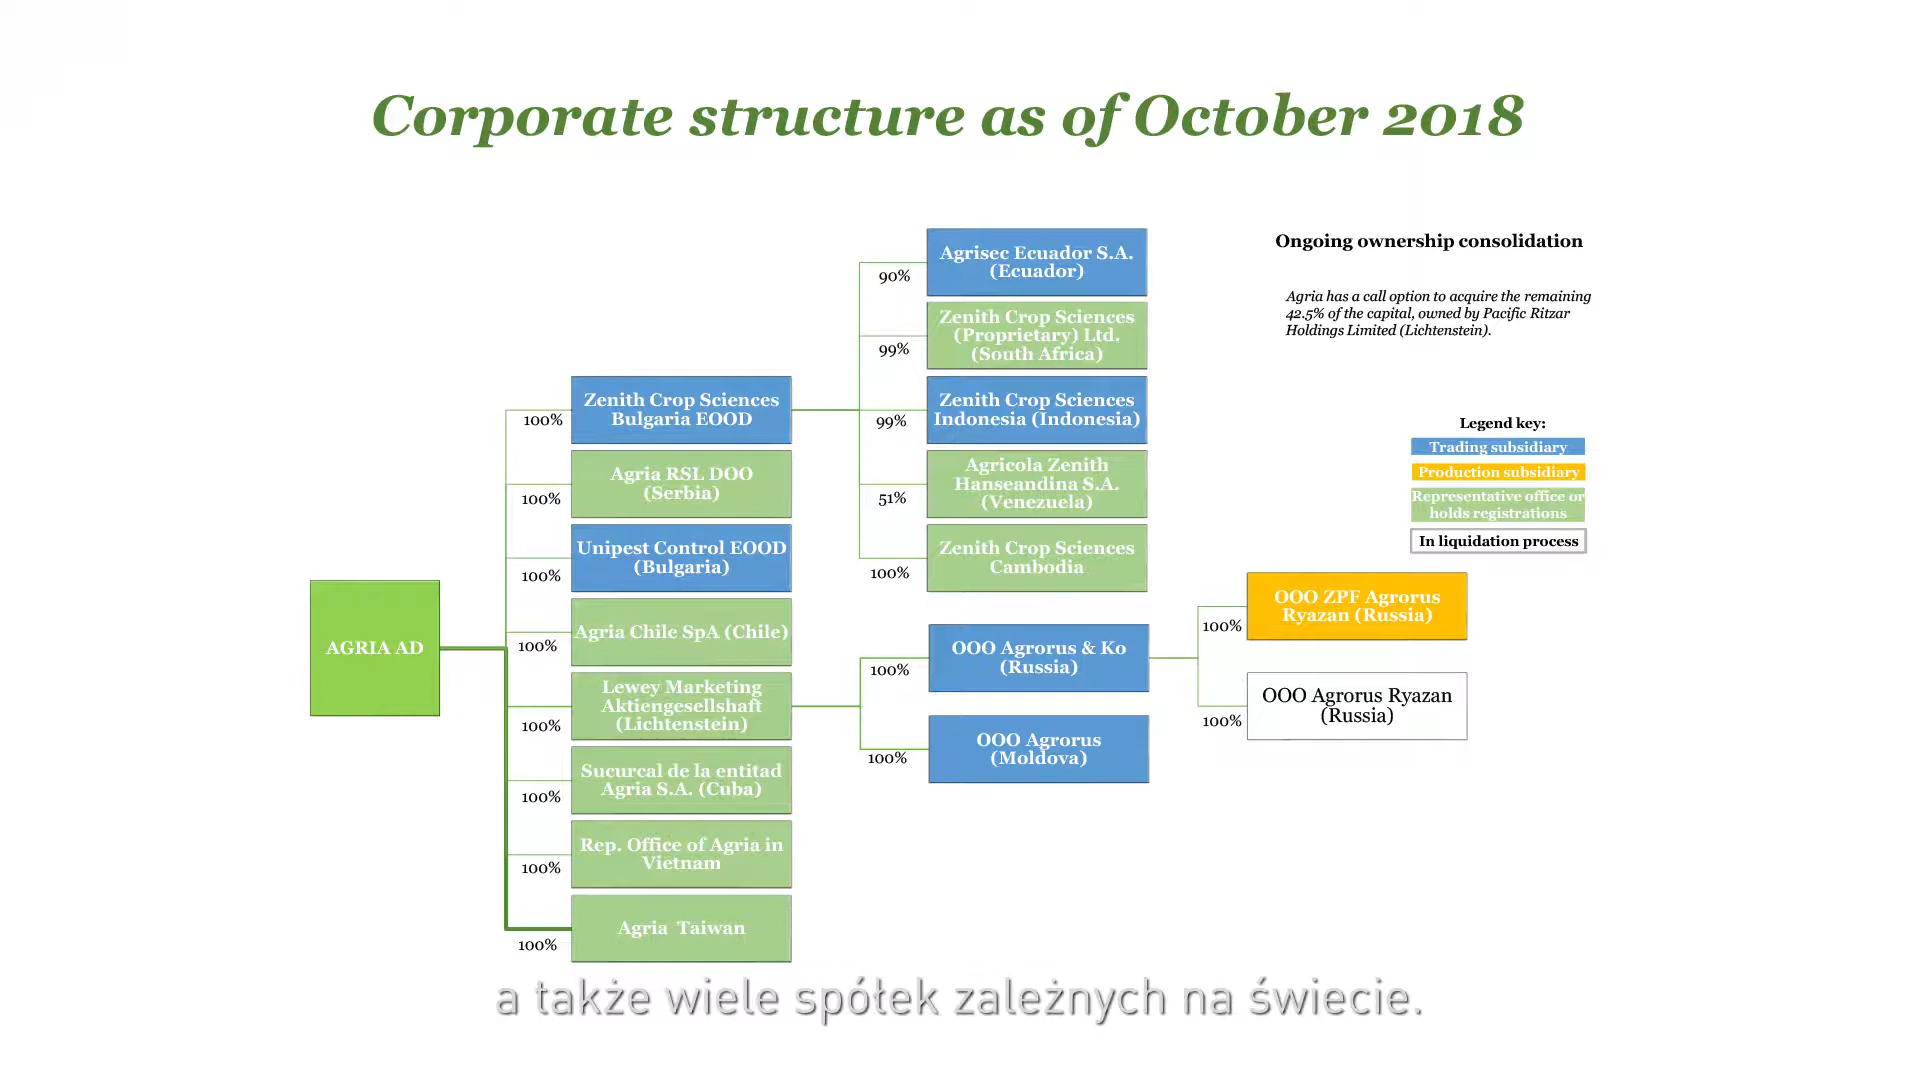 Corporate structure as of October 2018
Ongoing ownership consolidation
Agria has a call option to acquire the remaining
42.5% of the capital, owned by Pacific Ritzar
Holdings Limited (Lichtenstein).
Legend key:
Trading subsidiary
Production subsidiary
Representative office or
holds registrations
In liquidation process
AGRIA AD
100%
Zenith Crop Sciences
Bulgaria EOOD
100%
Agria RSL DOO
(Serbia)
100%
Unipest Control EOOD
(Bulgaria)
100%
Agria Chile SpA (Chile)
100%
Lewey Marketing
Aktiengesellshaft
(Lichtenstein)
100%
Sucursal de la entitad
Agria S.A. (Cuba)
100%
Rep. Office of Agria in
Vietnam
100%
Agria Taiwan
90%
Agrisec Ecuador S.A.
(Ecuador)
99%
Zenith Crop Sciences
(Proprietary) Ltd.
(South Africa)
99%
Zenith Crop Sciences
Indonesia (Indonesia)
51%
Agricola Zenith
Hanseandina S.A.
(Venezuela)
100%
Zenith Crop Sciences
Cambodia
100%
OOO Agrorus & Ko
(Russia)
100%
OOO Agrorus
(Moldova)
100%
OOO ZPF Agrorus
Ryazan (Russia)
100%
OOO Agrorus Ryazan
(Russia)
a także wiele spółek zależnych na świecie.